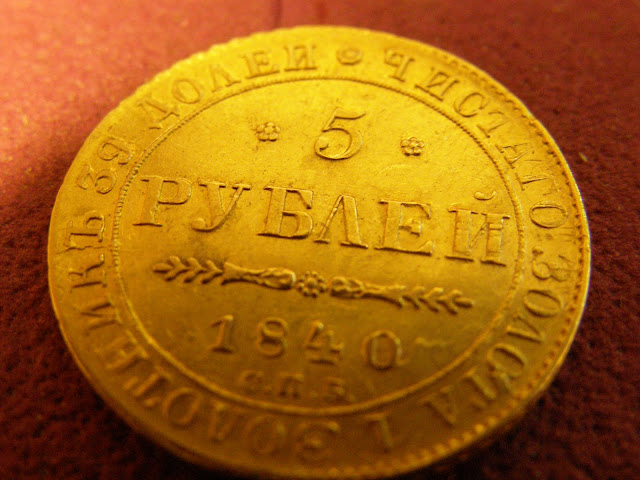 5
РУБЛЕЙ
1840
С.П.Б.
ЧИСТАГО ЗОЛОТА 1 ЗОЛОТНИКЪ 39 ДОЛЕЙ